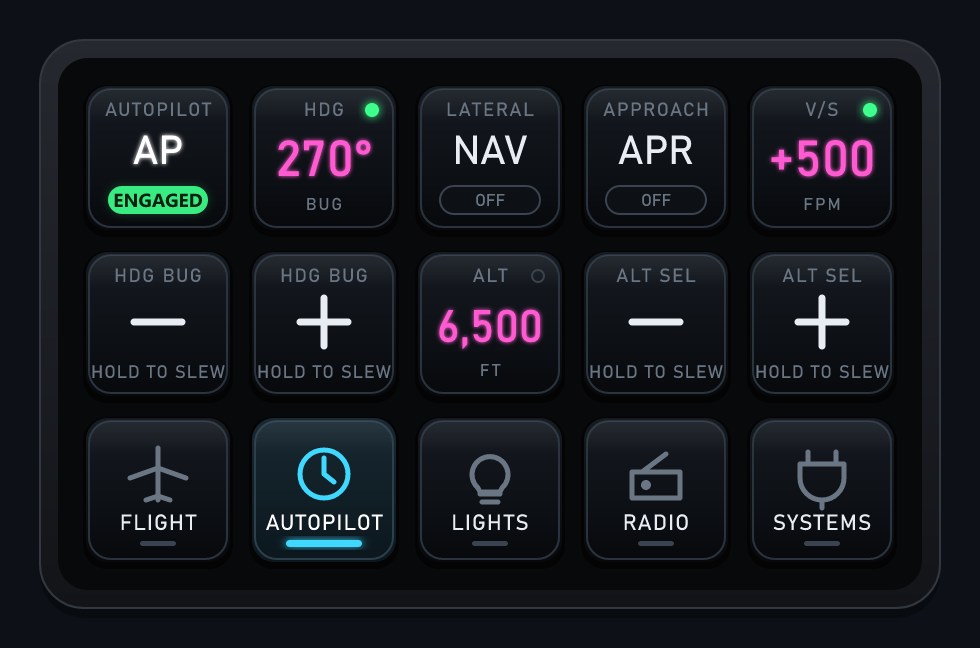 AUTOPILOT
AP
ENGAGED
HDG
270°
BUG
LATERAL
NAV
OFF
APPROACH
APR
OFF
V/S
+500
FPM
HDG BUG
−
HOLD TO SLEW
HDG BUG
+
HOLD TO SLEW
ALT
6,500
FT
ALT SEL
−
HOLD TO SLEW
ALT SEL
+
HOLD TO SLEW
FLIGHT
AUTOPILOT
LIGHTS
RADIO
SYSTEMS